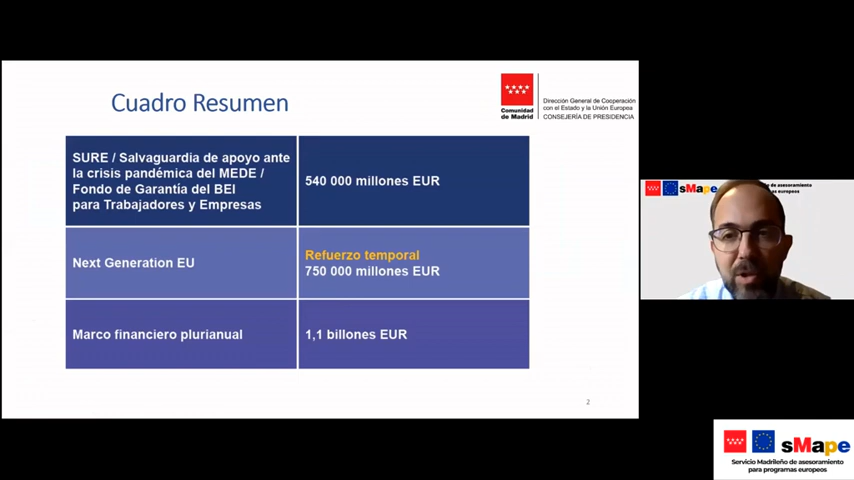 Cuadro Resumen
Comunidad
de Madrid
Dirección General de Cooperación
con el Estado y la Unión Europea
CONSEJERÍA DE PRESIDENCIA
SURE / Salvaguardia de apoyo ante
la crisis pandémica del MEDE /
Fondo de Garantía del BEI
para Trabajadores y Empresas
540 000 millones EUR
Next Generation EU
Refuerzo temporal
750 000 millones EUR
Marco financiero plurianual
1,1 billones EUR
2
sMape
de asesoramiento
europeos
sMape
Servicio Madrileño de asesoramiento
para programas europeos